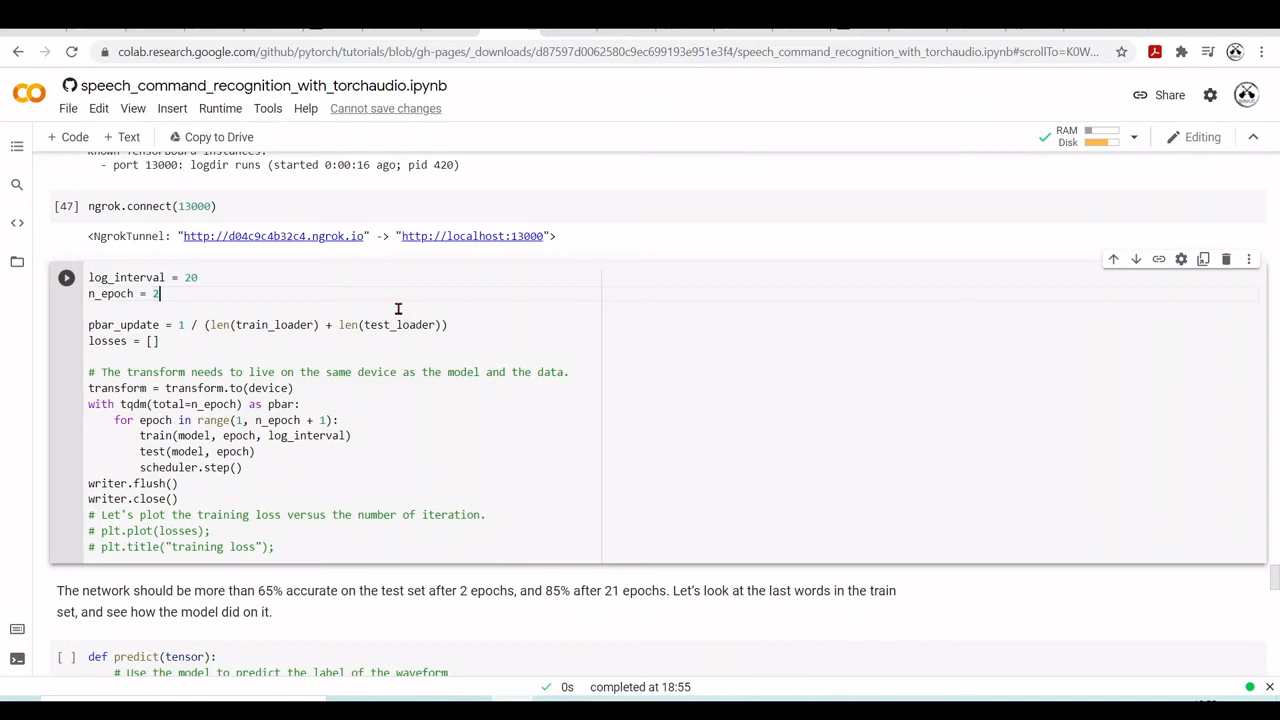 colab.research.google.com/github/pytorch/tutorials/blob/gh-pages/_downloads/d87597d0062580c9ec699193e951e3f4/speech_command_recognition_with_torchaudio.ipynb#scrollTo=K0W...
speech_command_recognition_with_torchaudio.ipynb
Share
File Edit View Insert Runtime Tools Help Cannot save changes
+ Code + Text Copy to Drive
RAM
Disk
Editing
Known TensorBoard instances:
- port 13000: logdir runs (started 0:00:16 ago; pid 420)
[47] ngrok.connect(13000)
<NgrokTunnel: "http://d04c9c4b32c4.ngrok.io" -> "http://localhost:13000">
log_interval = 20
n_epoch = 2
pbar_update = 1 / (len(train_loader) + len(test_loader))
losses = []
# The transform needs to live on the same device as the model and the data.
transform = transform.to(device)
with tqdm(total=n_epoch) as pbar:
for epoch in range(1, n_epoch + 1):
train(model, epoch, log_interval)
test(model, epoch)
scheduler.step()
writer.flush()
writer.close()
# Let's plot the training loss versus the number of iteration.
# plt.plot(losses);
# plt.title("training loss");
The network should be more than 65% accurate on the test set after 2 epochs, and 85% after 21 epochs. Let's look at the last words in the train
set, and see how the model did on it.
[ ] def predict(tensor):
# Use the model to predict the label of the waveform
0s completed at 18:55